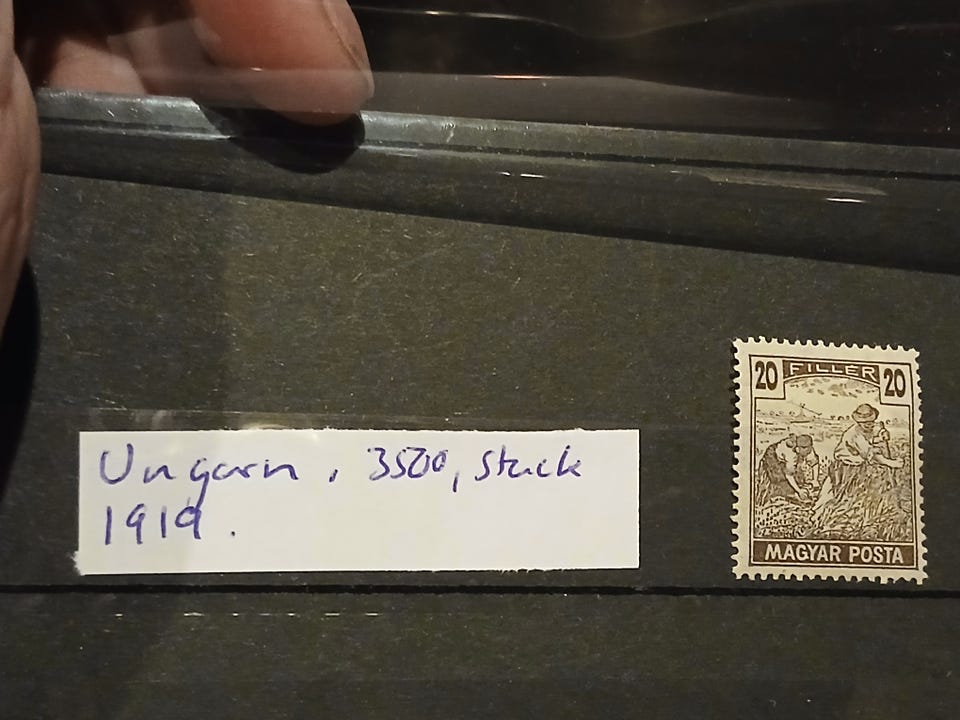 Ungarn. 3500, Stück
1919.
20 FILLÉR 20
MAGYAR POSTA